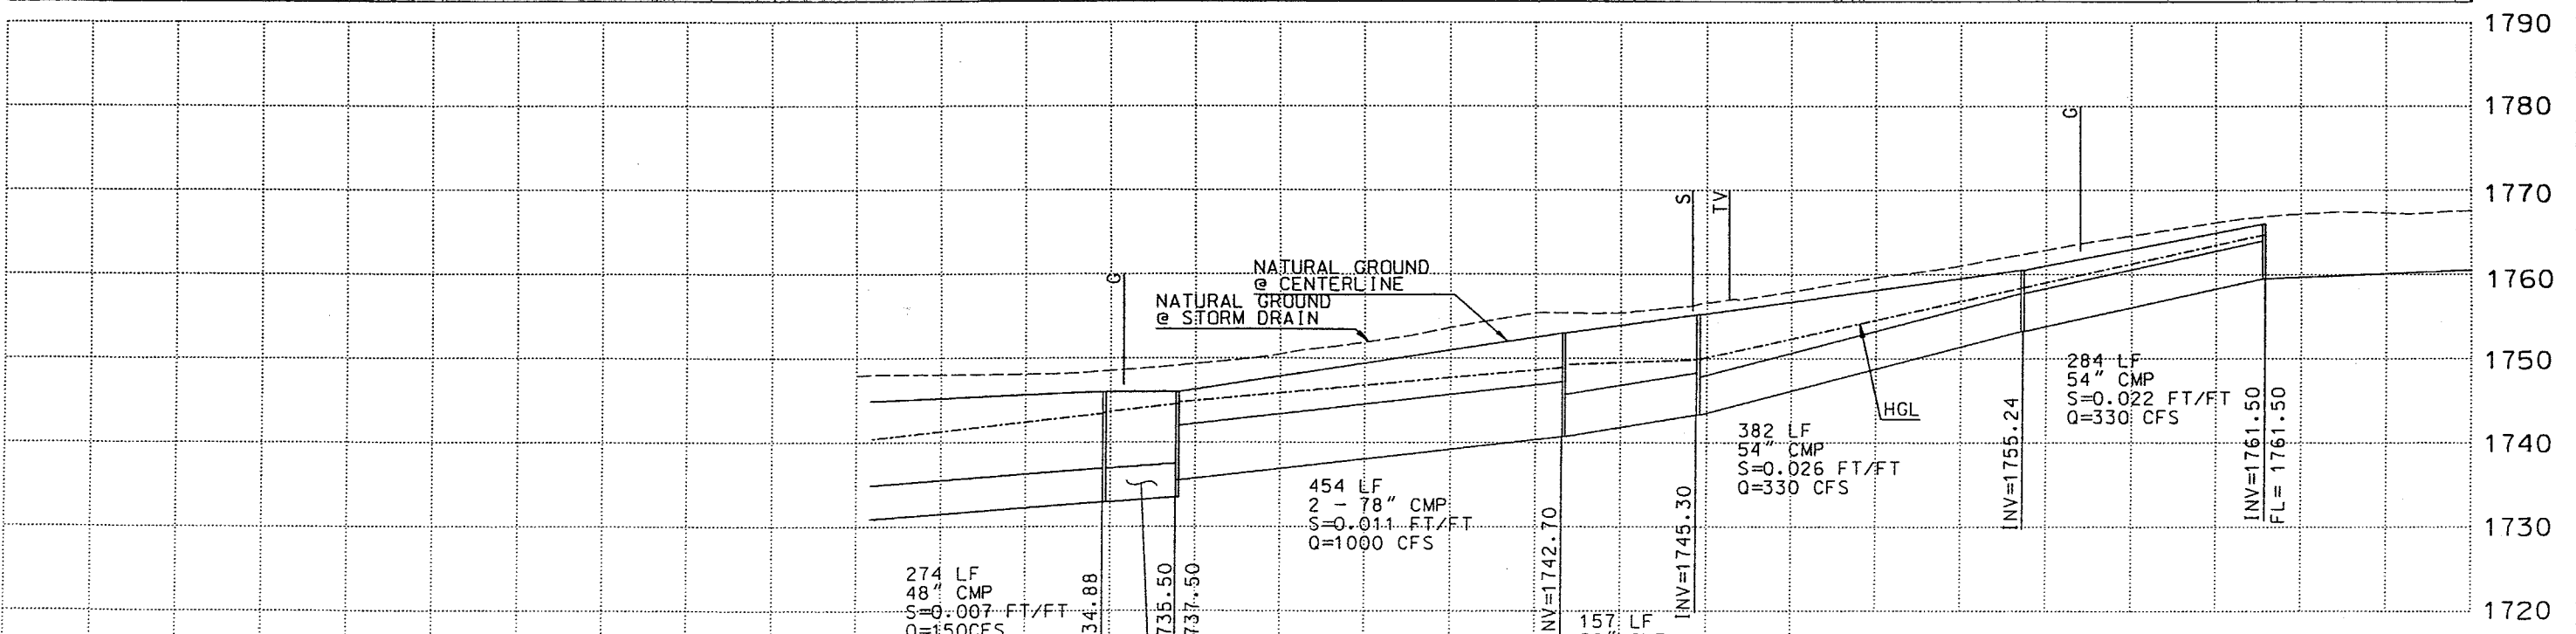 1790
1780
1770
1760
1750
1740
1730
1720
G
S
TV
G
NATURAL GROUND
@ CENTERLINE
NATURAL GROUND
@ STORM DRAIN
HGL
274 LF
48" CMP
S=0.007 FT/FT
Q=150CFS
34.88
735.50
737.50
454 LF
2 - 78" CMP
S=0.011 FT/FT
Q=1000 CFS
INV=1742.70
157 LF
INV=1745.30
382 LF
54" CMP
S=0.026 FT/FT
Q=330 CFS
INV=1755.24
284 LF
54" CMP
S=0.022 FT/FT
Q=330 CFS
INV=1761.50
FL= 1761.50